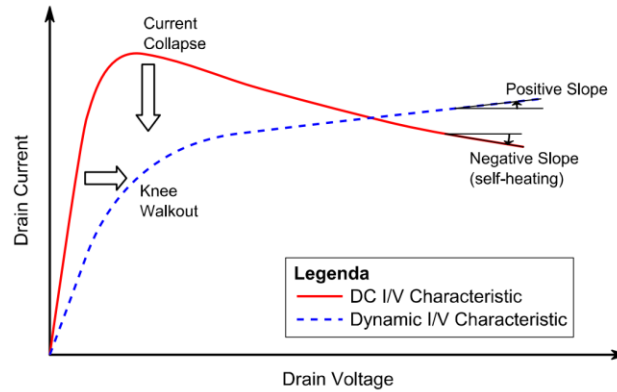 Current
Collapse
Positive Slope
Negative Slope
(self-heating)
Knee
Walkout
Drain Current
Legenda
DC I/V Characteristic
Dynamic I/V Characteristic
Drain Voltage